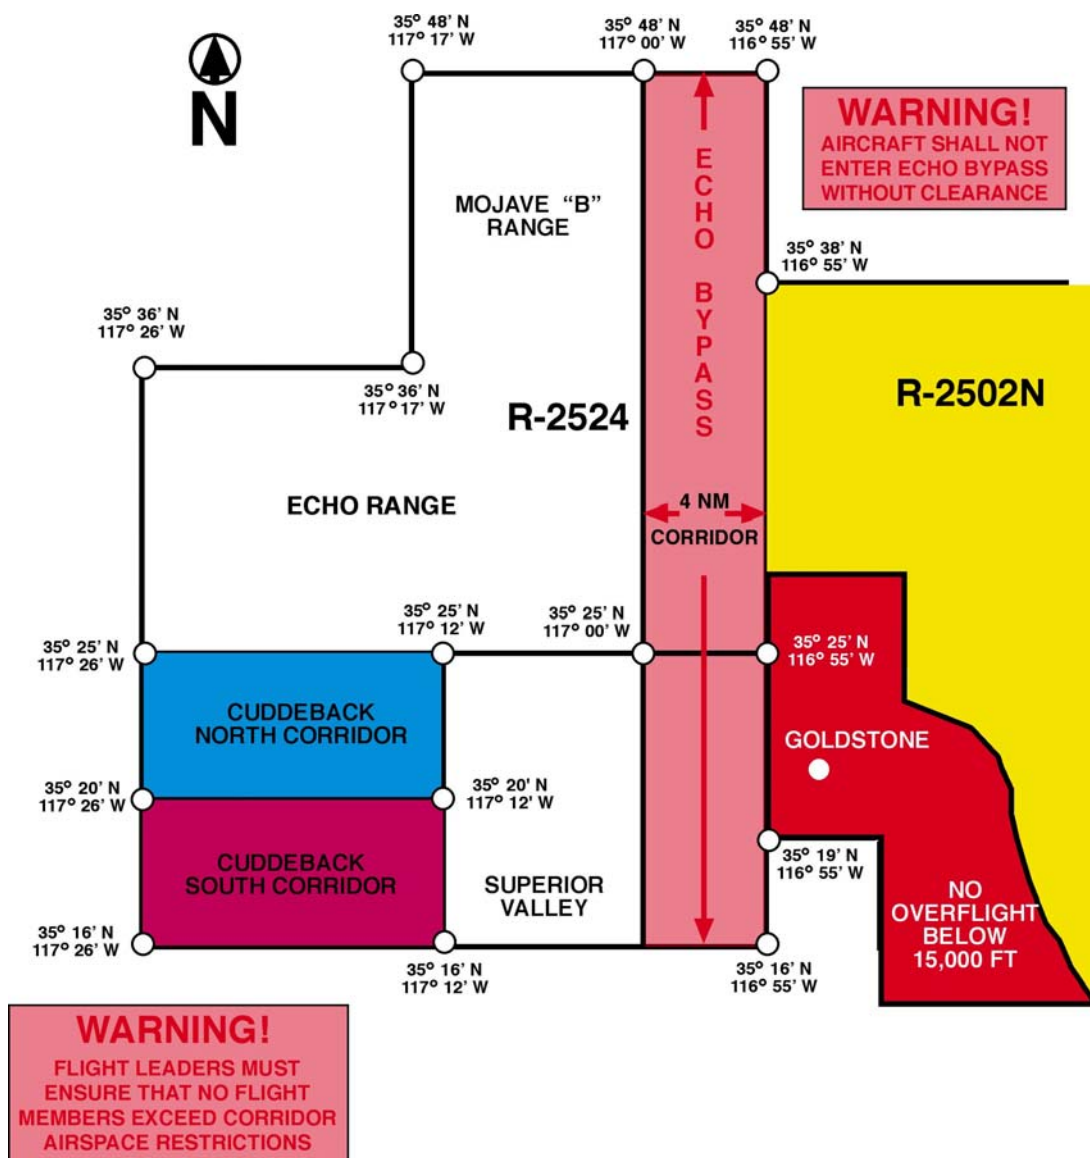 N
35° 48' N
117° 17' W
35° 48' N
117° 00' W
35° 48' N
116° 55' W
WARNING!
AIRCRAFT SHALL NOT
ENTER ECHO BYPASS
WITHOUT CLEARANCE
MOJAVE “B”
RANGE
ECHO BYPASS
35° 38' N
116° 55' W
35° 36' N
117° 26' W
35° 36' N
117° 17' W
R-2524
R-2502N
ECHO RANGE
4 NM
CORRIDOR
35° 25' N
117° 26' W
35° 25' N
117° 12' W
35° 25' N
117° 00' W
35° 25' N
116° 55' W
CUDDEBACK
NORTH CORRIDOR
GOLDSTONE
35° 20' N
117° 26' W
35° 20' N
117° 12' W
35° 19' N
116° 55' W
CUDDEBACK
SOUTH CORRIDOR
SUPERIOR
VALLEY
NO
OVERFLIGHT
BELOW
15,000 FT
35° 16' N
117° 26' W
35° 16' N
117° 12' W
35° 16' N
116° 55' W
WARNING!
FLIGHT LEADERS MUST
ENSURE THAT NO FLIGHT
MEMBERS EXCEED CORRIDOR
AIRSPACE RESTRICTIONS